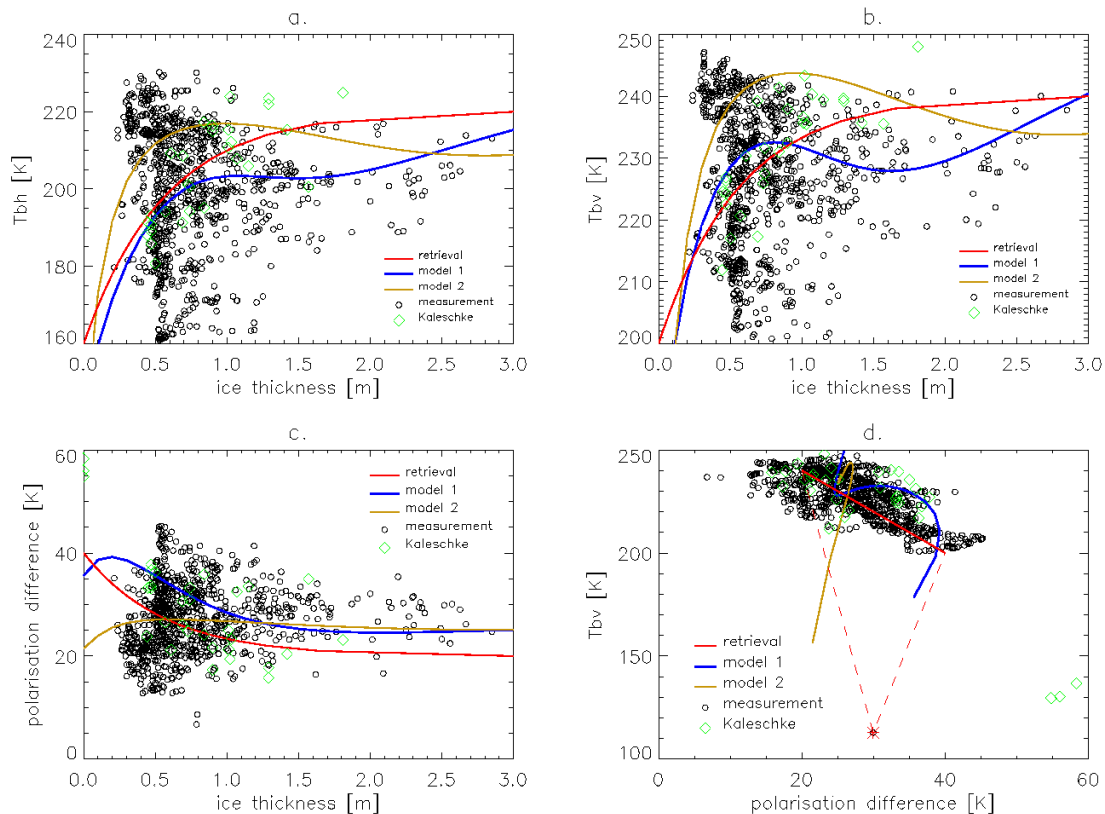 a.
240
220
200
180
160
Tbh [K]
retrieval
model 1
model 2
measurement
Kaleschke
0.0 0.5 1.0 1.5 2.0 2.5 3.0
ice thickness [m]
b.
250
240
230
220
210
200
Tbv [K]
retrieval
model 1
model 2
measurement
Kaleschke
0.0 0.5 1.0 1.5 2.0 2.5 3.0
ice thickness [m]
c.
60
40
20
0
polarisation difference [K]
retrieval
model 1
model 2
measurement
Kaleschke
0.0 0.5 1.0 1.5 2.0 2.5 3.0
ice thickness [m]
d.
250
200
150
100
Tbv [K]
retrieval
model 1
model 2
measurement
Kaleschke
0 20 40 60
polarisation difference [K]